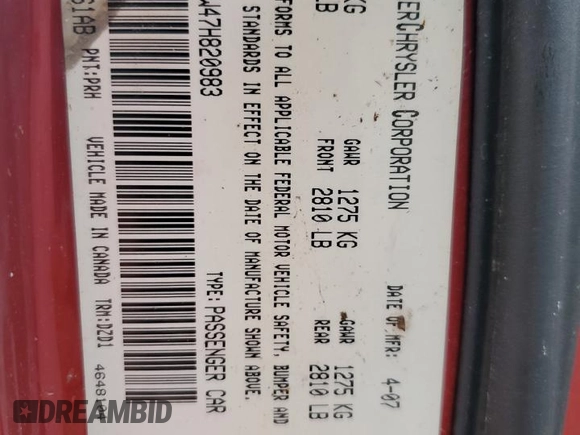 ERCHRYSLER CORPORATION DATE OF MFR: 4-07
KG GAWR 1275 KG GAWR 1275 KG
LB FRONT 2810 LB REAR 2810 LB
FORMS TO ALL APPLICABLE FEDERAL MOTOR VEHICLE SAFETY, BUMPER AND
STANDARDS IN EFFECT ON THE DATE OF MANUFACTURE SHOWN ABOVE.
47H820983 TYPE: PASSENGER CAR
PNT:PRH VEHICLE MADE IN CANADA TRM:DZD1
DREAMBID